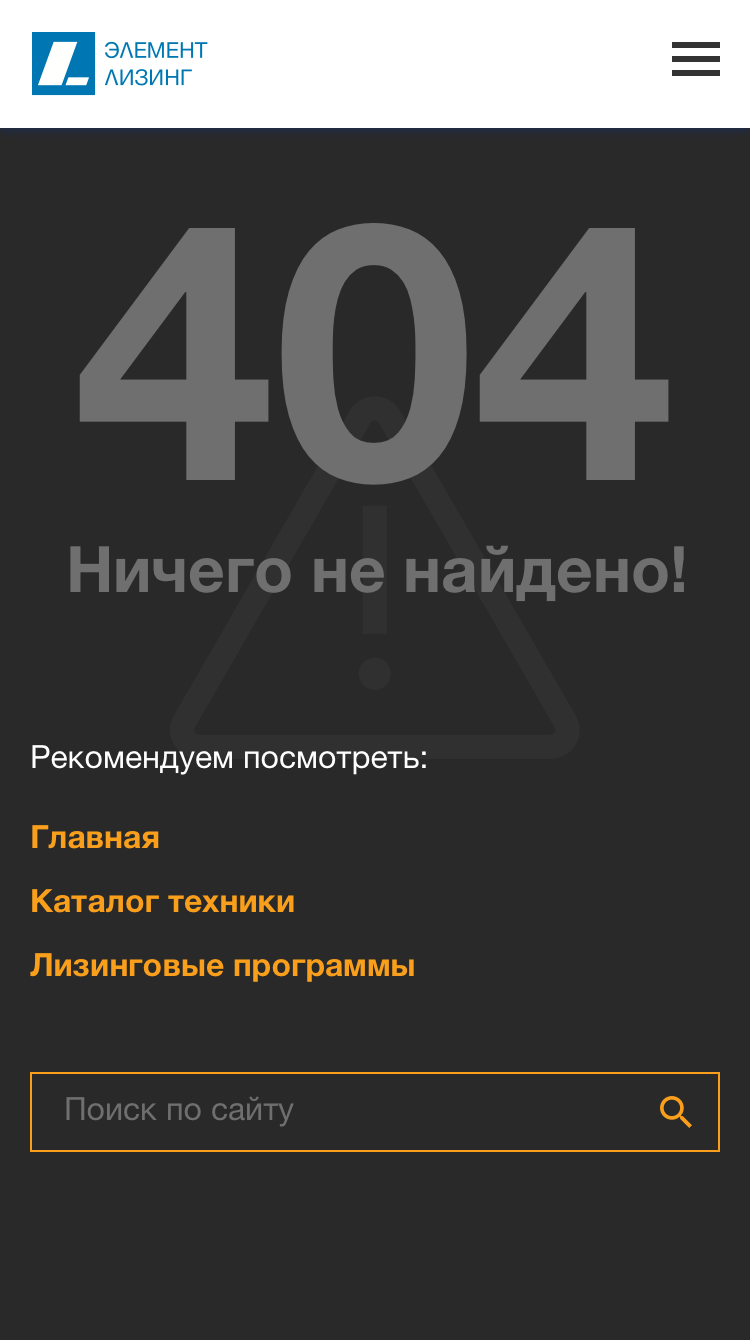 ЭЛЕМЕНТ
ЛИЗИНГ
404
Ничего не найдено!
Рекомендуем посмотреть:
Главная
Каталог техники
Лизинговые программы
Поиск по сайту